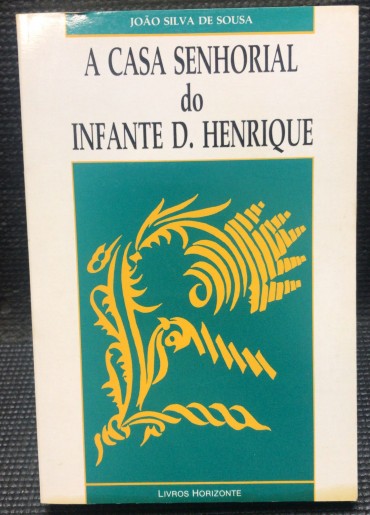 JOÃO SILVA DE SOUSA
A CASA SENHORIAL
do
INFANTE D. HENRIQUE
LIVROS HORIZONTE